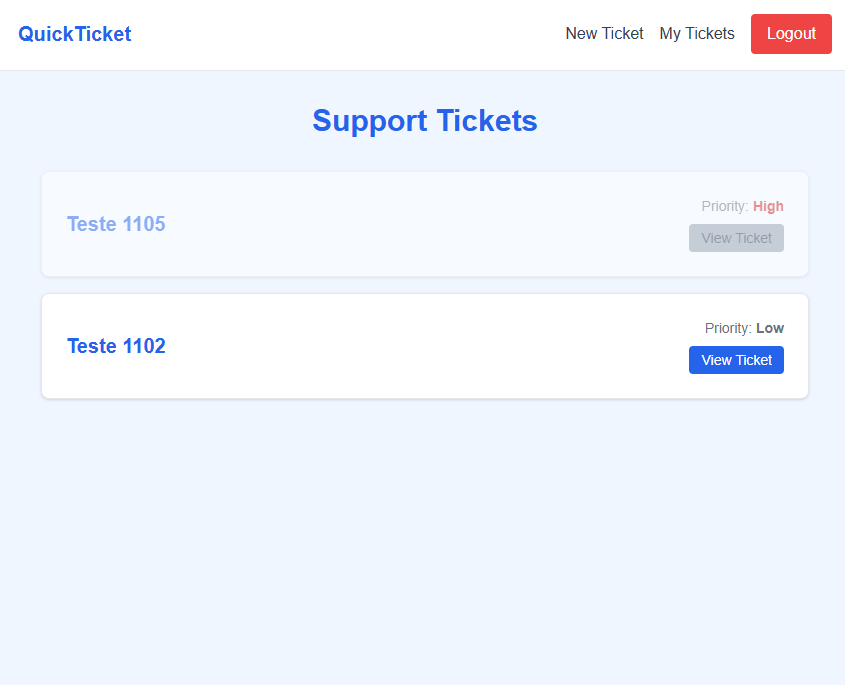 QuickTicket
New Ticket
My Tickets
Logout
Support Tickets
Teste 1105
Priority: High
View Ticket
Teste 1102
Priority: Low
View Ticket